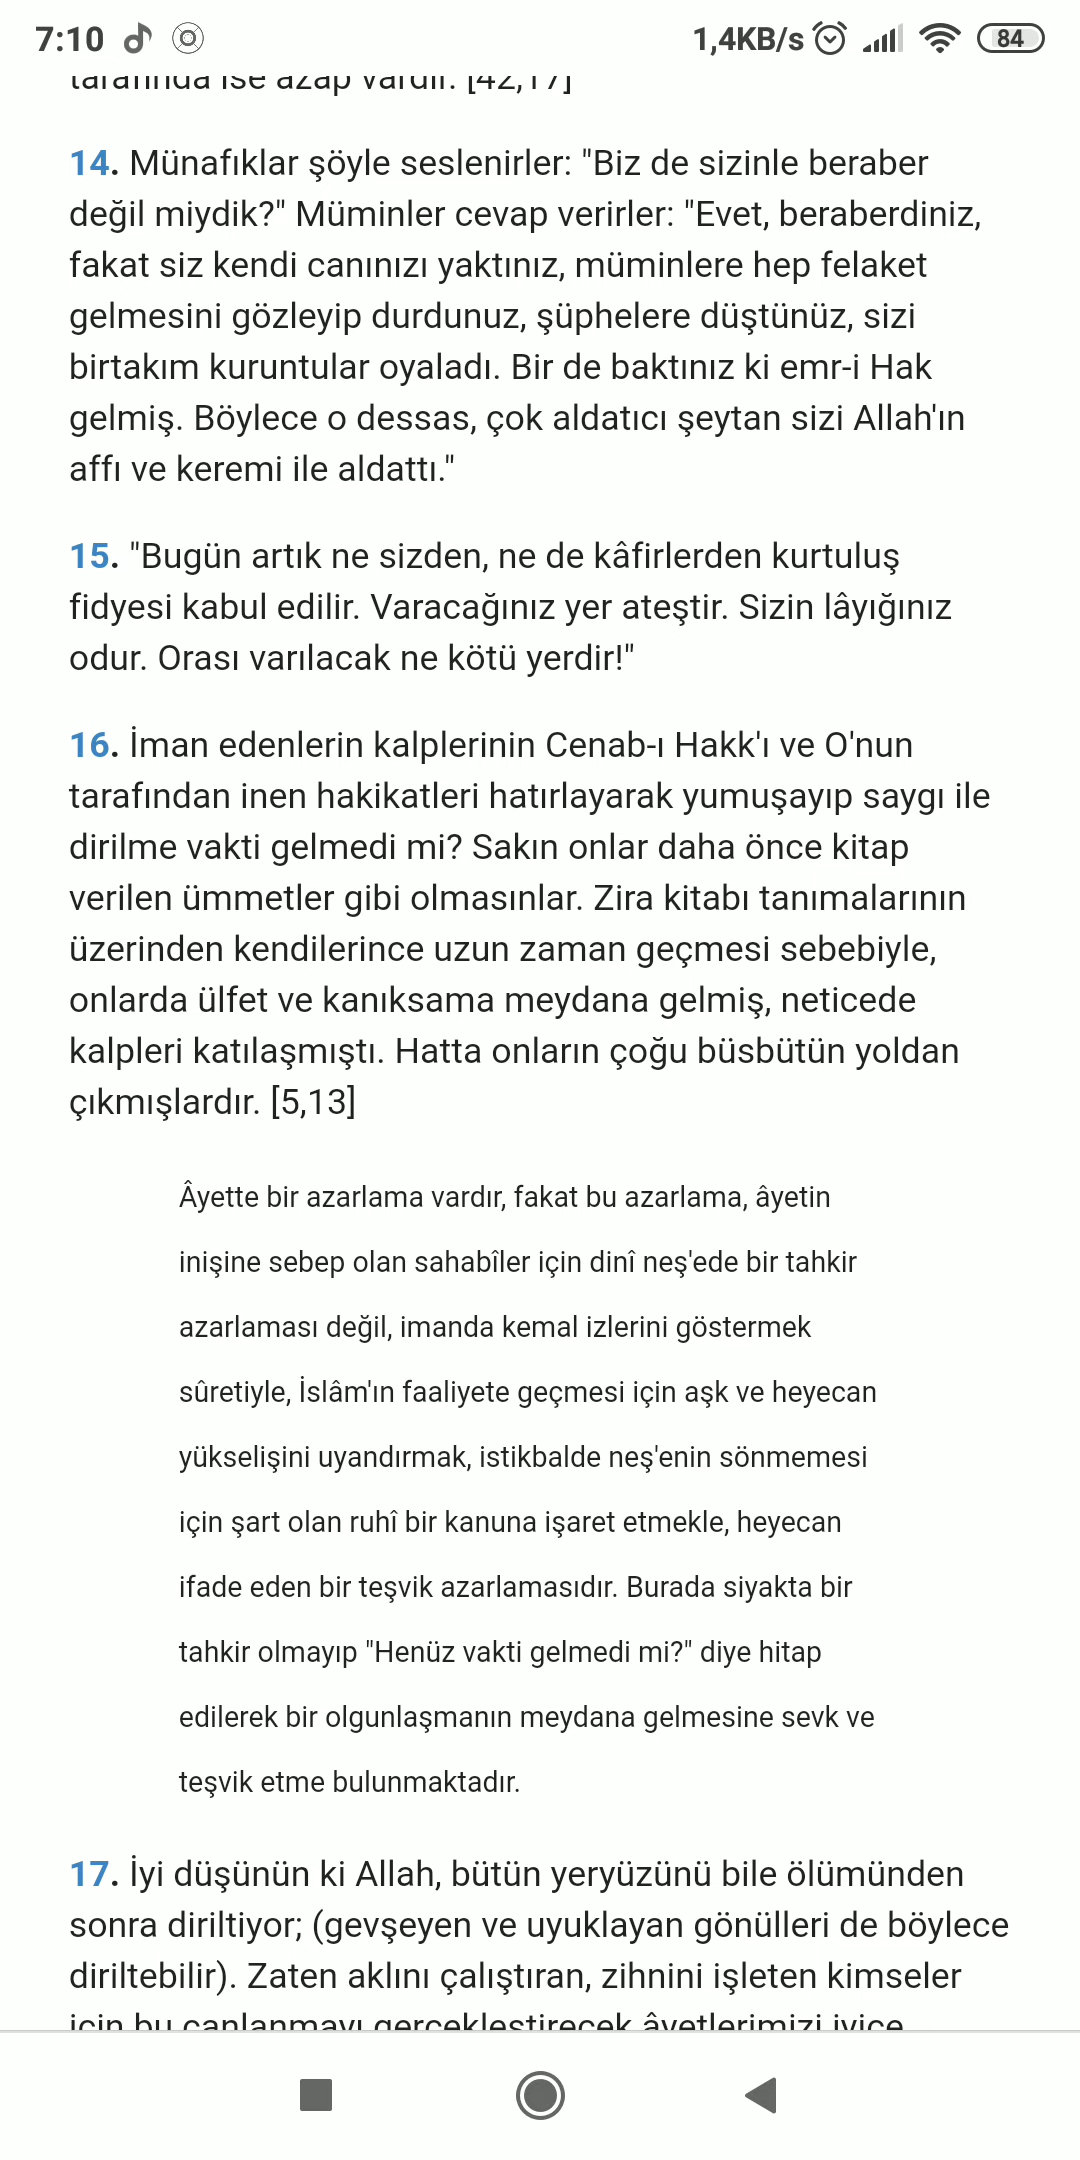 7:10
1,4KB/s 84
tarafında ise azap vardır. [42,17]
14. Münafıklar şöyle seslenirler: "Biz de sizinle beraber
değil miydik?" Müminler cevap verirler: "Evet, beraberdiniz,
fakat siz kendi canınızı yaktınız, müminlere hep felaket
gelmesini gözleyip durdunuz, şüphelere düştünüz, sizi
birtakım kuruntular oyaladı. Bir de baktınız ki emr-i Hak
gelmiş. Böylece o dessas, çok aldatıcı şeytan sizi Allah'ın
affı ve keremi ile aldattı."
15. "Bugün artık ne sizden, ne de kâfirlerden kurtuluş
fidyesi kabul edilir. Varacağınız yer ateştir. Sizin lâyığınız
odur. Orası varılacak ne kötü yerdir!"
16. İman edenlerin kalplerinin Cenab-ı Hakk'ı ve O'nun
tarafından inen hakikatleri hatırlayarak yumuşayıp saygı ile
dirilme vakti gelmedi mi? Sakın onlar daha önce kitap
verilen ümmetler gibi olmasınlar. Zira kitabı tanımalarının
üzerinden kendilerince uzun zaman geçmesi sebebiyle,
onlarda ülfet ve kanıksama meydana gelmiş, neticede
kalpleri katılaşmıştı. Hatta onların çoğu büsbütün yoldan
çıkmışlardır. [5,13]
Âyette bir azarlama vardır, fakat bu azarlama, âyetin
inişine sebep olan sahabîler için dinî neş'ede bir tahkir
azarlaması değil, imanda kemal izlerini göstermek
sûretiyle, İslâm'ın faaliyete geçmesi için aşk ve heyecan
yükselişini uyandırmak, istikbalde neş'enin sönmemesi
için şart olan ruhî bir kanuna işaret etmekle, heyecan
ifade eden bir teşvik azarlamasıdır. Burada siyakta bir
tahkir olmayıp "Henüz vakti gelmedi mi?" diye hitap
edilerek bir olgunlaşmanın meydana gelmesine sevk ve
teşvik etme bulunmaktadır.
17. İyi düşünün ki Allah, bütün yeryüzünü bile ölümünden
sonra diriltiyor; (gevşeyen ve uyuklayan gönülleri de böylece
diriltebilir). Zaten aklını çalıştıran, zihnini işleten kimseler
için bu canlanmayı gerçekleştirecek âyetlerimizi iyice